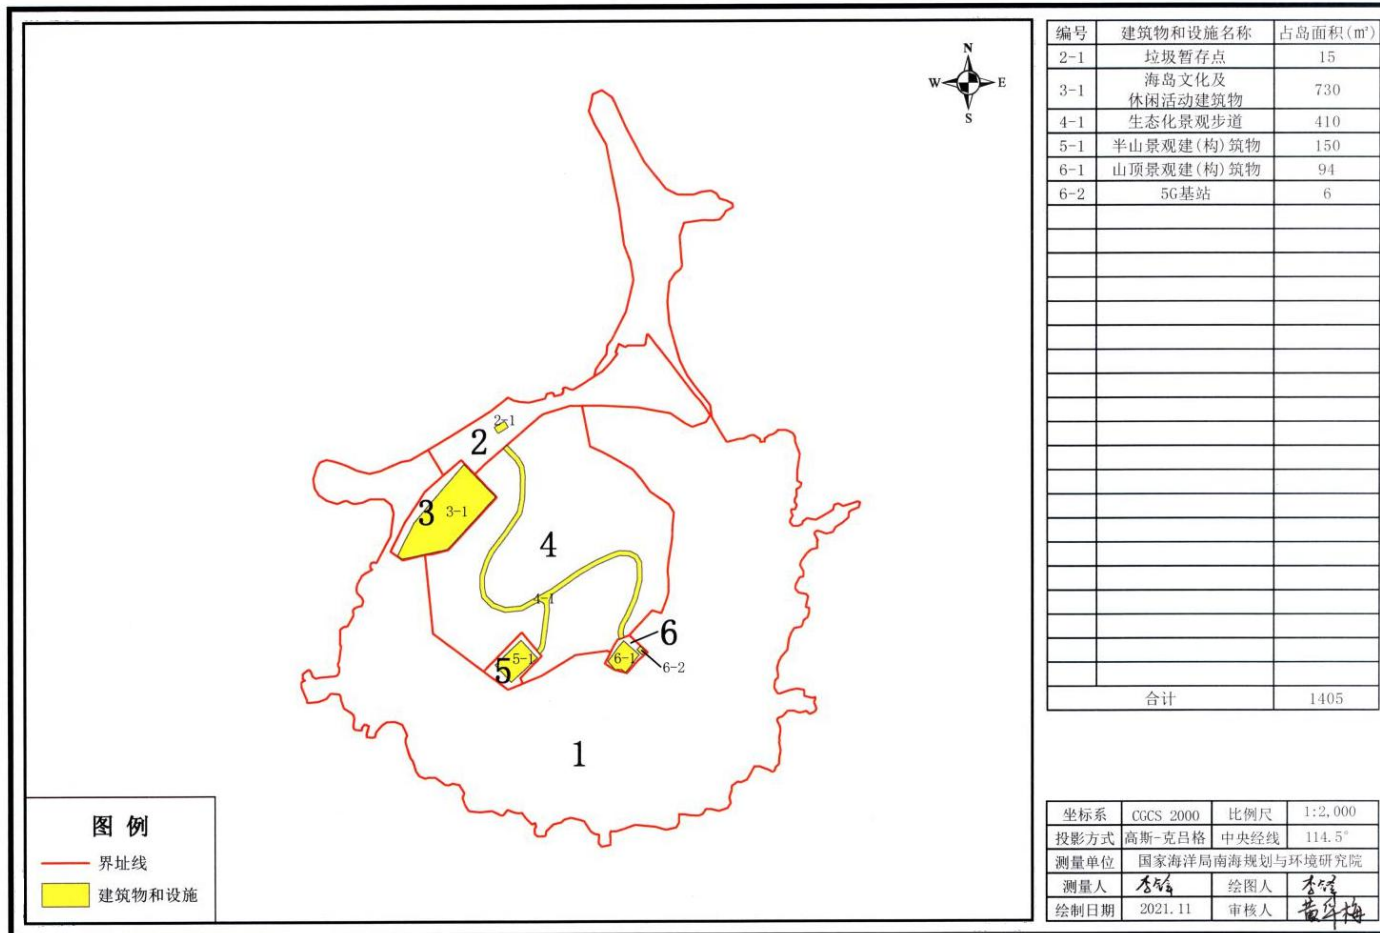 N
W E
S
2-1
2
3
3-1
4
4-1
5
5-1
6
6-1
6-2
1
图 例
界址线
建筑物和设施
编号 建筑物和设施名称 占岛面积(㎡)
2-1 垃圾暂存点 15
3-1 海岛文化及
休闲活动建筑物 730
4-1 生态化景观步道 410
5-1 半山景观建(构)筑物 150
6-1 山顶景观建(构)筑物 94
6-2 5G基站 6
合计 1405
坐标系 CGCS 2000 比例尺 1:2,000
投影方式 高斯-克吕格 中央经线 114.5°
测量单位 国家海洋局南海规划与环境研究院
测量人 绘图人
绘制日期 2021.11 审核人